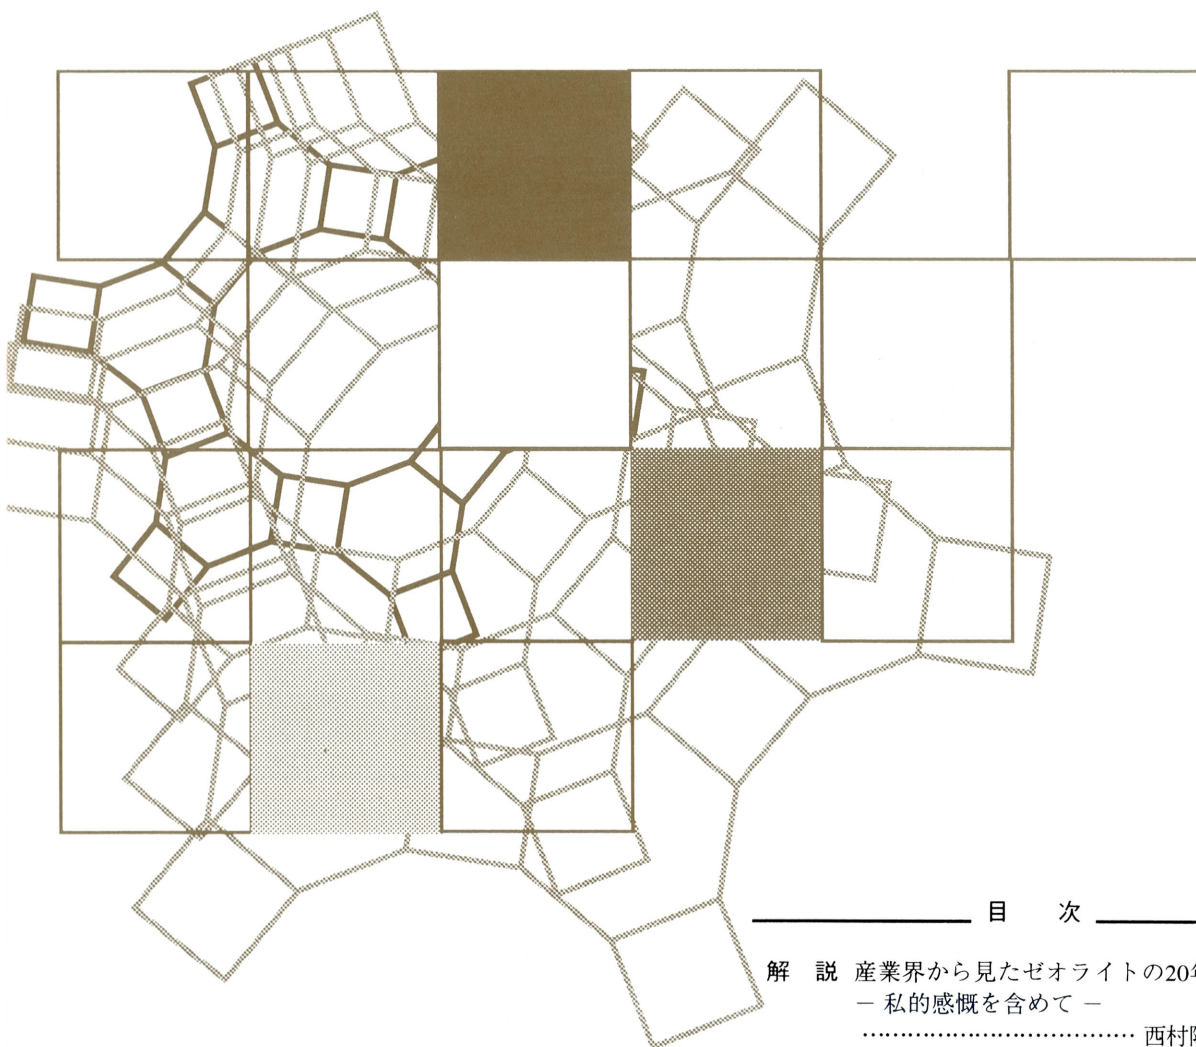 目 次
解 説 産業界から見たゼオライトの20年
― 私的感慨を含めて ―
……………………………… 西村